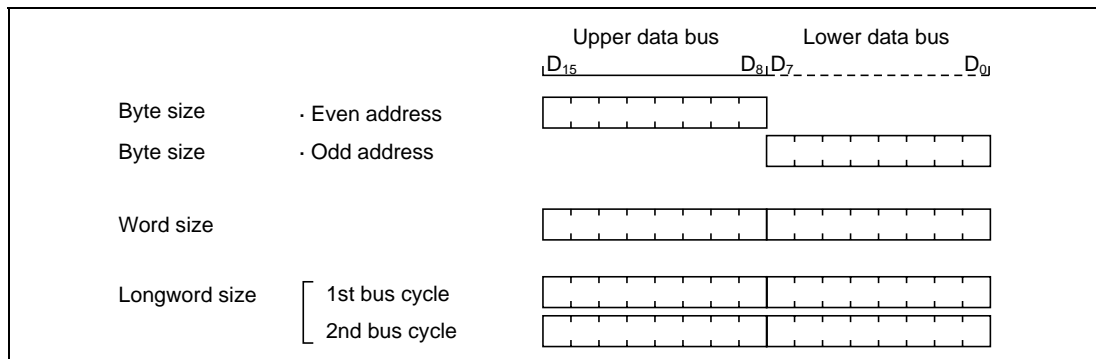 Upper data bus Lower data bus
D15 D8 D7 D0
Byte size · Even address
Byte size · Odd address
Word size
Longword size 1st bus cycle
2nd bus cycle